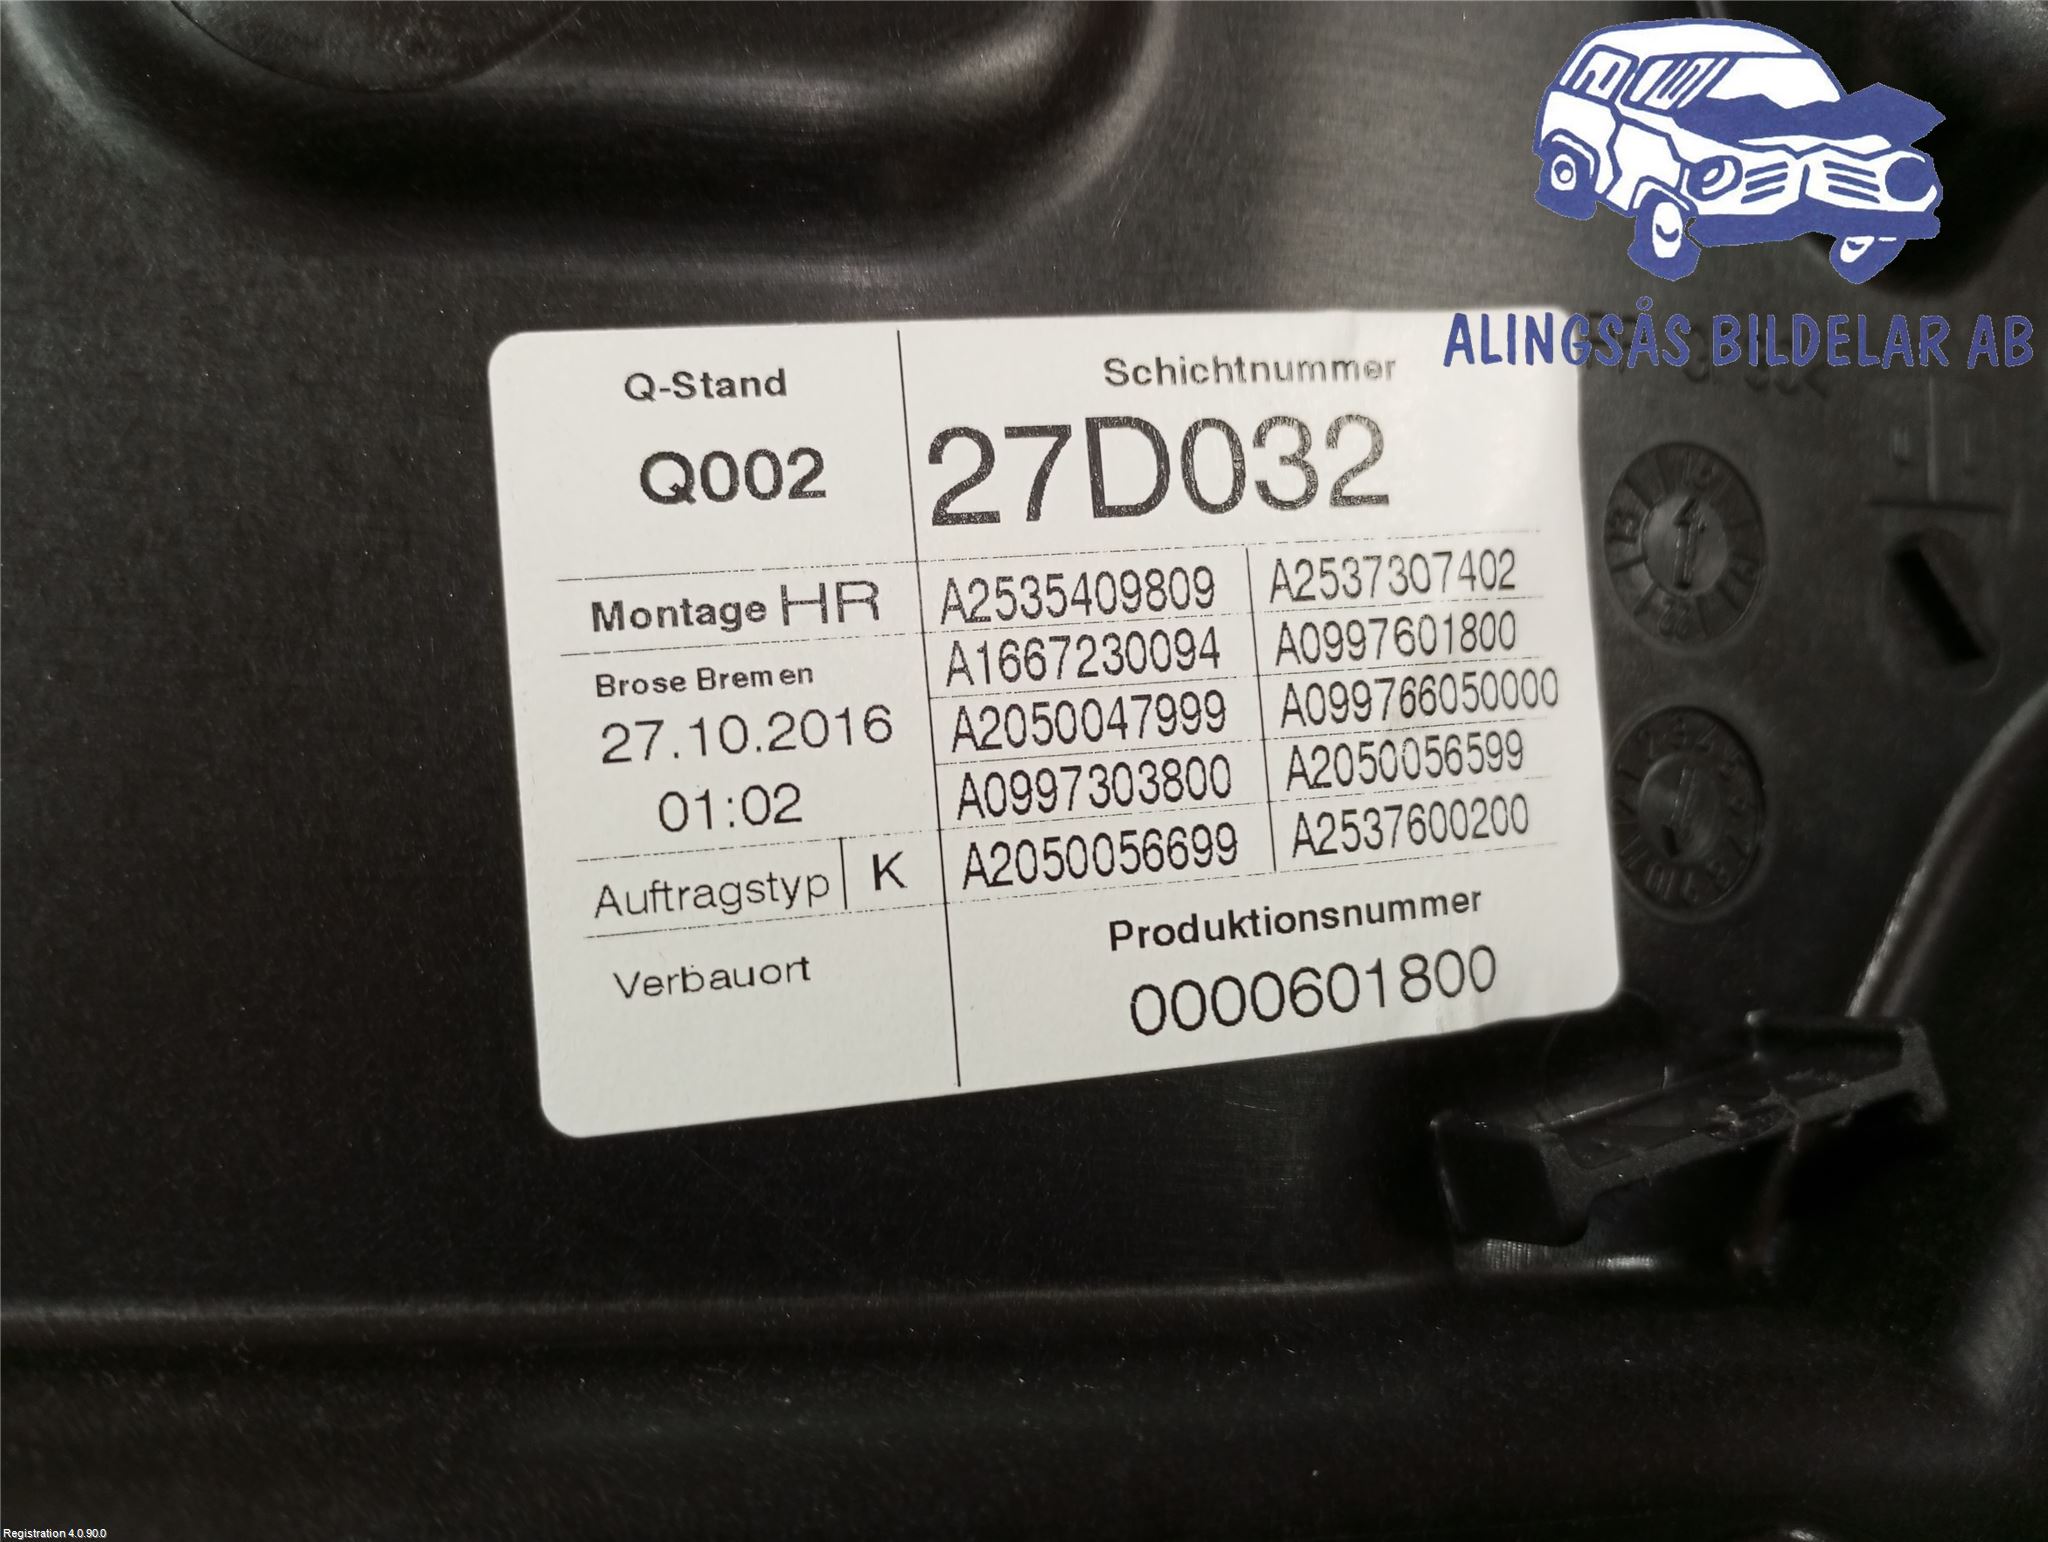 ALINGSÅS BILDELAR AB
Q-Stand
Q002
Schichtnummer
27D032
Montage HR
Brose Bremen
27.10.2016
01:02
Auftragstyp K
Verbauort
A2535409809 A2537307402
A1667230094 A0997601800
A2050047999 A099766050000
A0997303800 A2050056599
A2050056699 A2537600200
Produktionsnummer
0000601800
Registration 4.0.90.0